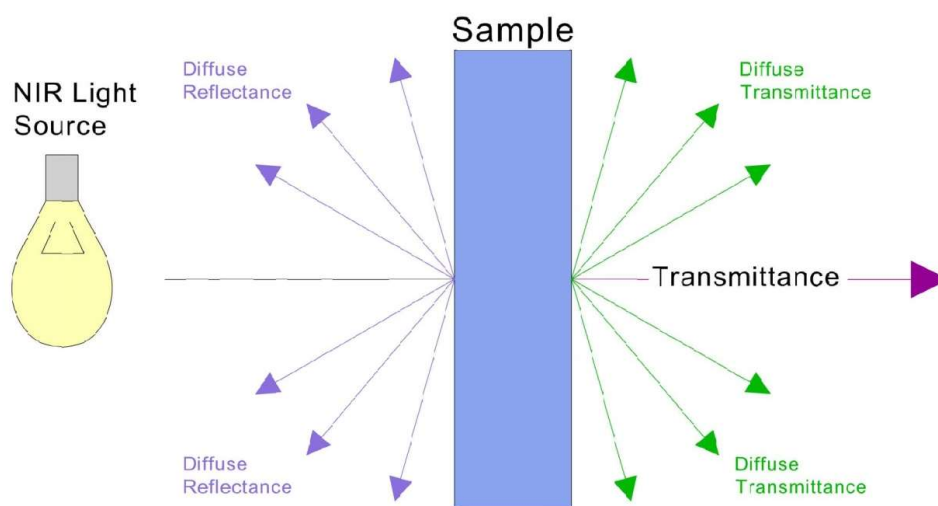 Sample
Diffuse
Reflectance
Diffuse
Transmittance
NIR Light
Source
Transmittance
Diffuse
Reflectance
Diffuse
Transmittance